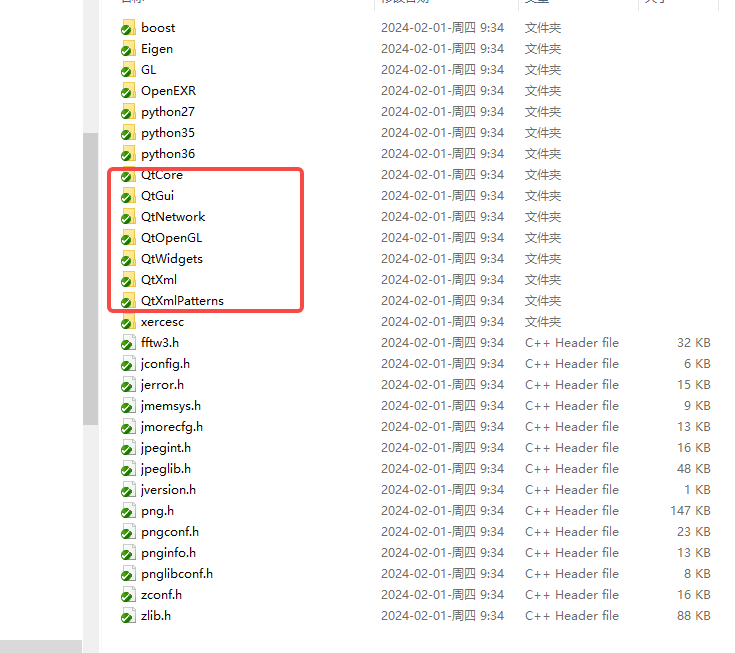 boost 2024-02-01-周四 9:34 文件夹
Eigen 2024-02-01-周四 9:34 文件夹
GL 2024-02-01-周四 9:34 文件夹
OpenEXR 2024-02-01-周四 9:34 文件夹
python27 2024-02-01-周四 9:34 文件夹
python35 2024-02-01-周四 9:34 文件夹
python36 2024-02-01-周四 9:34 文件夹
QtCore 2024-02-01-周四 9:34 文件夹
QtGui 2024-02-01-周四 9:34 文件夹
QtNetwork 2024-02-01-周四 9:34 文件夹
QtOpenGL 2024-02-01-周四 9:34 文件夹
QtWidgets 2024-02-01-周四 9:34 文件夹
QtXml 2024-02-01-周四 9:34 文件夹
QtXmlPatterns 2024-02-01-周四 9:34 文件夹
xercesc 2024-02-01-周四 9:34 文件夹
fftw3.h 2024-02-01-周四 9:34 C++ Header file 32 KB
jconfig.h 2024-02-01-周四 9:34 C++ Header file 6 KB
jerror.h 2024-02-01-周四 9:34 C++ Header file 15 KB
jmemsys.h 2024-02-01-周四 9:34 C++ Header file 9 KB
jmorecfg.h 2024-02-01-周四 9:34 C++ Header file 13 KB
jpegint.h 2024-02-01-周四 9:34 C++ Header file 16 KB
jpeglib.h 2024-02-01-周四 9:34 C++ Header file 48 KB
jversion.h 2024-02-01-周四 9:34 C++ Header file 1 KB
png.h 2024-02-01-周四 9:34 C++ Header file 147 KB
pngconf.h 2024-02-01-周四 9:34 C++ Header file 23 KB
pnginfo.h 2024-02-01-周四 9:34 C++ Header file 13 KB
pnglibconf.h 2024-02-01-周四 9:34 C++ Header file 8 KB
zconf.h 2024-02-01-周四 9:34 C++ Header file 16 KB
zlib.h 2024-02-01-周四 9:34 C++ Header file 88 KB